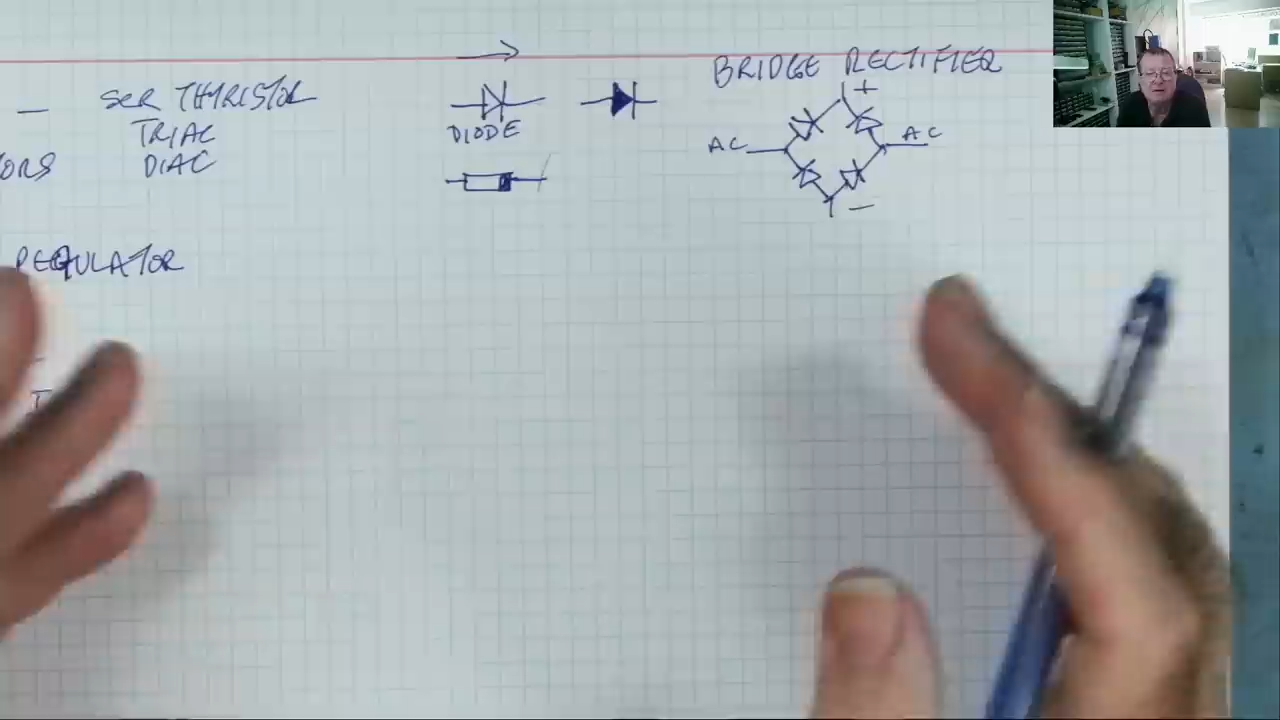 — SCR THYRISTOR
TRIAC
ORS DIAC
REGULATOR
DIODE
BRIDGE RECTIFIER
+
AC
AC
—